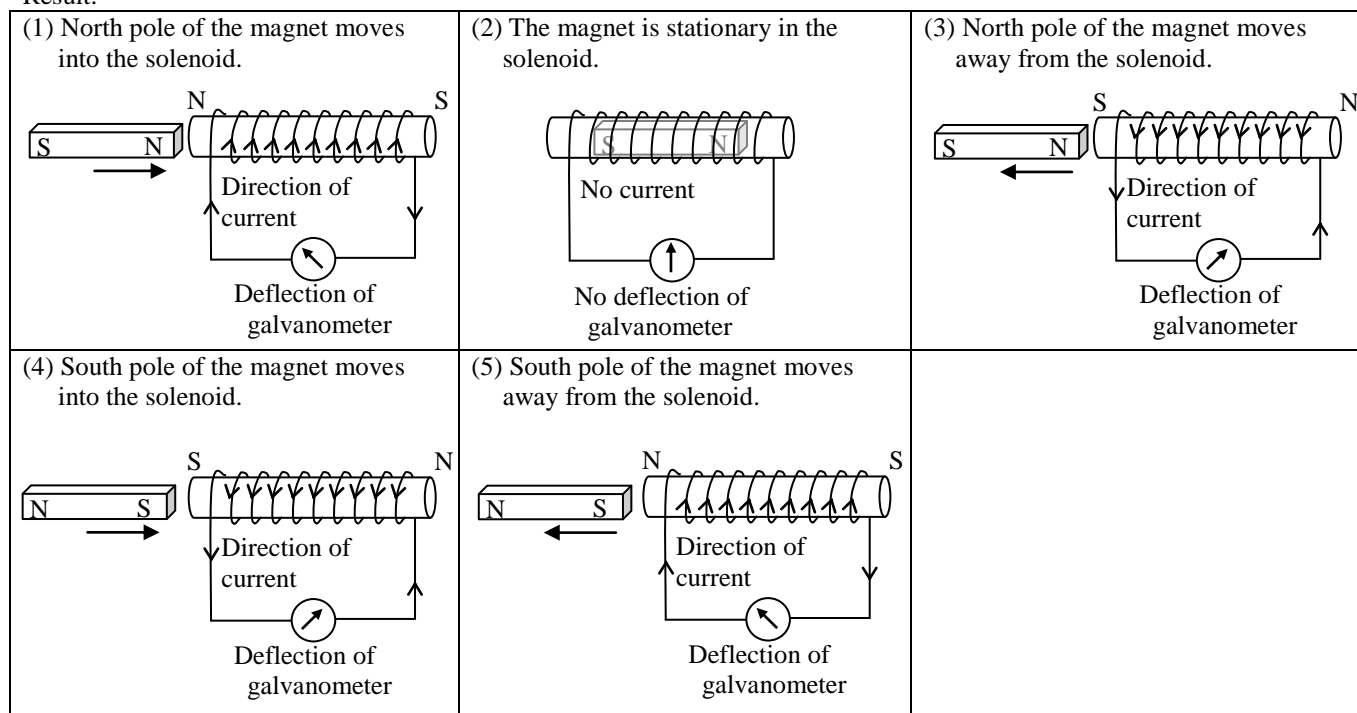 Result:
(1) North pole of the magnet moves
into the solenoid.
N
S
S
N
Direction of
current
Deflection of
galvanometer
(2) The magnet is stationary in the
solenoid.
S
N
No current
No deflection of
galvanometer
(3) North pole of the magnet moves
away from the solenoid.
S
N
S
N
Direction of
current
Deflection of
galvanometer
(4) South pole of the magnet moves
into the solenoid.
S
N
N
S
Direction of
current
Deflection of
galvanometer
(5) South pole of the magnet moves
away from the solenoid.
N
S
N
S
Direction of
current
Deflection of
galvanometer